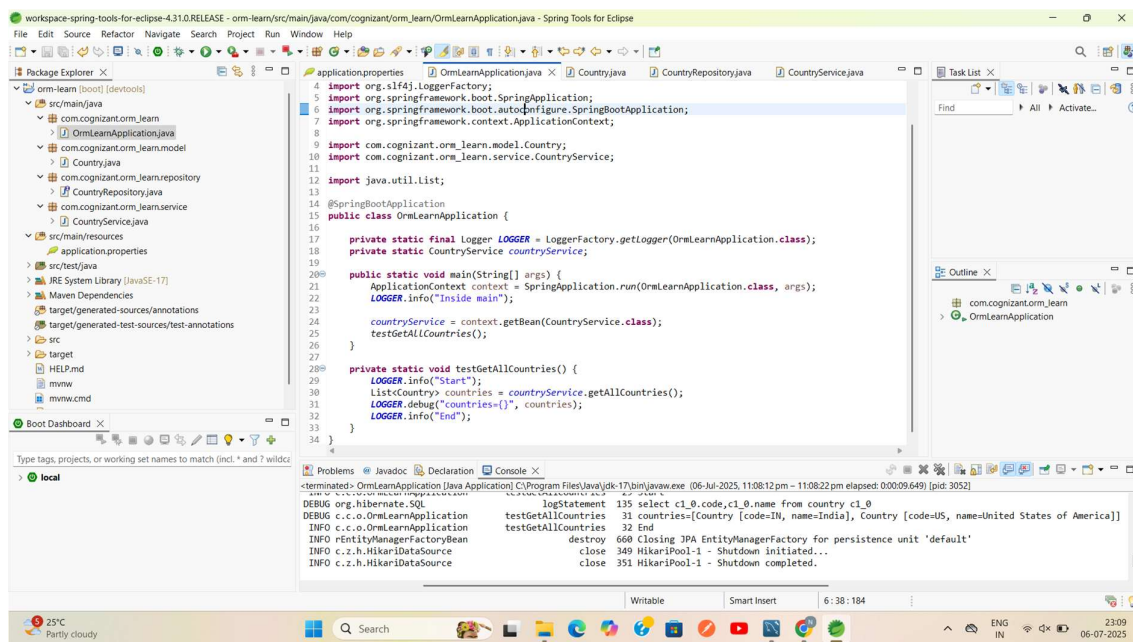 workspace-spring-tools-for-eclipse-4.31.0.RELEASE - orm-learn/src/main/java/com/cognizant/orm_learn/OrmLearnApplication.java - Spring Tools for Eclipse
File Edit Source Refactor Navigate Search Project Run Window Help
Package Explorer
orm-learn [boot] [devtools]
src/main/java
com.cognizant.orm_learn
OrmLearnApplication.java
com.cognizant.orm_learn.model
Country.java
com.cognizant.orm_learn.repository
CountryRepository.java
com.cognizant.orm_learn.service
CountryService.java
src/main/resources
application.properties
src/test/java
JRE System Library [JavaSE-17]
Maven Dependencies
target/generated-sources/annotations
target/generated-test-sources/test-annotations
src
target
HELP.md
mvnw
mvnw.cmd
Boot Dashboard
Type tags, projects, or working set names to match (incl. * and ? wildca
local
application.properties OrmLearnApplication.java Country.java CountryRepository.java CountryService.java
4 import org.slf4j.LoggerFactory;
5 import org.springframework.boot.SpringApplication;
6 import org.springframework.boot.autoconfigure.SpringBootApplication;
7 import org.springframework.context.ApplicationContext;
8
9 import com.cognizant.orm_learn.model.Country;
10 import com.cognizant.orm_learn.service.CountryService;
11
12 import java.util.List;
13
14 @SpringBootApplication
15 public class OrmLearnApplication {
16
17 private static final Logger LOGGER = LoggerFactory.getLogger(OrmLearnApplication.class);
18 private static CountryService countryService;
19
20 public static void main(String[] args) {
21 ApplicationContext context = SpringApplication.run(OrmLearnApplication.class, args);
22 LOGGER.info("Inside main");
23
24 countryService = context.getBean(CountryService.class);
25 testGetAllCountries();
26 }
27
28 private static void testGetAllCountries() {
29 LOGGER.info("Start");
30 List<Country> countries = countryService.getAllCountries();
31 LOGGER.debug("countries={}", countries);
32 LOGGER.info("End");
33 }
34 }
Task List
Find All Activate...
Outline
com.cognizant.orm_learn
OrmLearnApplication
Problems Javadoc Declaration Console
<terminated> OrmLearnApplication [Java Application] C:\Program Files\Java\jdk-17\bin\javaw.exe (06-Jul-2025, 11:08:12 pm – 11:08:22 pm elapsed: 0:00:09.649) [pid: 3052]
INFO c.c.o.OrmLearnApplication testGetAllCountries 29 Start
DEBUG org.hibernate.SQL logStatement 135 select c1_0.code,c1_0.name from country c1_0
DEBUG c.c.o.OrmLearnApplication testGetAllCountries 31 countries=[Country [code=IN, name=India], Country [code=US, name=United States of America]]
INFO c.c.o.OrmLearnApplication testGetAllCountries 32 End
INFO rEntityManagerFactoryBean destroy 660 Closing JPA EntityManagerFactory for persistence unit 'default'
INFO c.z.h.HikariDataSource close 349 HikariPool-1 - Shutdown initiated...
INFO c.z.h.HikariDataSource close 351 HikariPool-1 - Shutdown completed.
Writable Smart Insert 6 : 38 : 184
5
25°C
Partly cloudy
Search
ENG
IN
23:09
06-07-2025